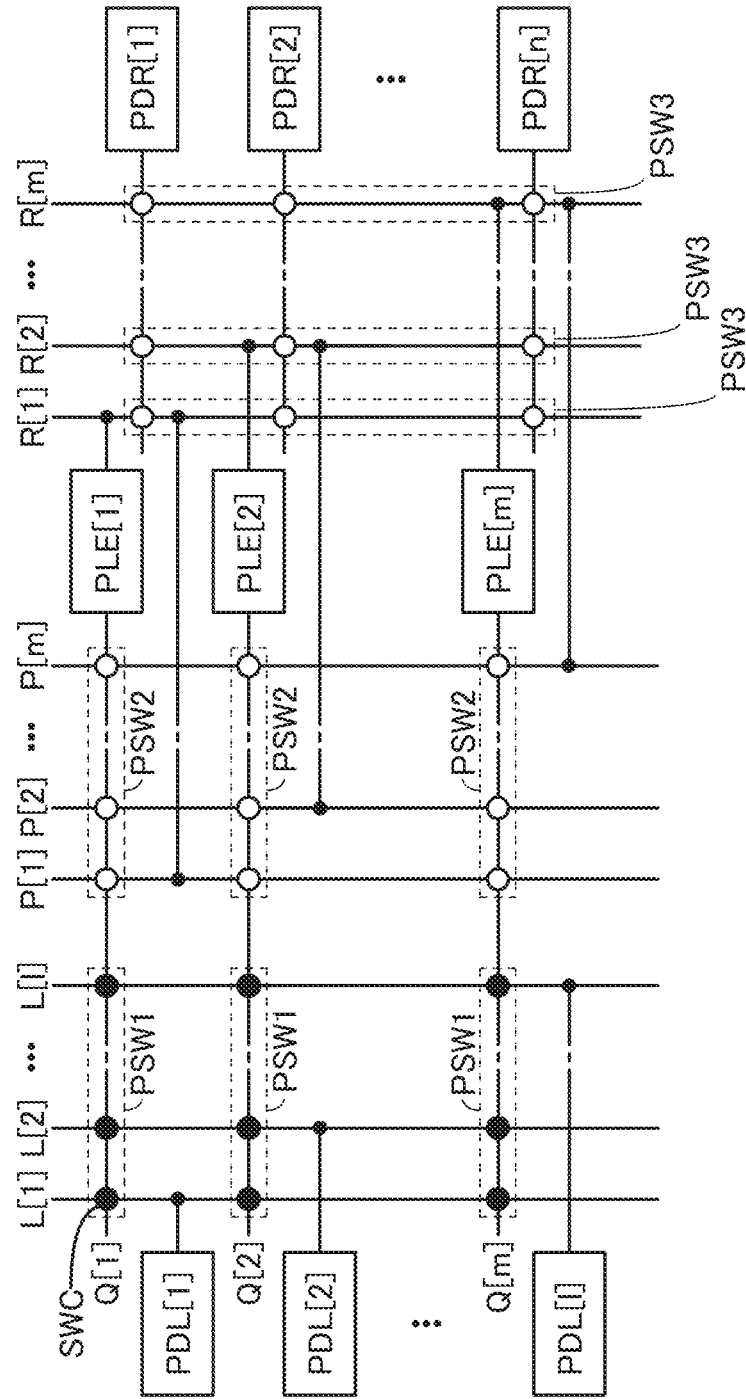 SWC
L[1] L[2] ... L[l] P[1] P[2] ... P[m] R[1] R[2] ... R[m]
Q[1] PLE[1] PDR[1]
PSW1 PSW2
PDL[1]
Q[2] PLE[2] PDR[2]
PSW1 PSW2
PDL[2]
... ...
PSW1 PSW2
Q[m] PLE[m] PDR[n]
PDL[l]
PSW3 PSW3 PSW3